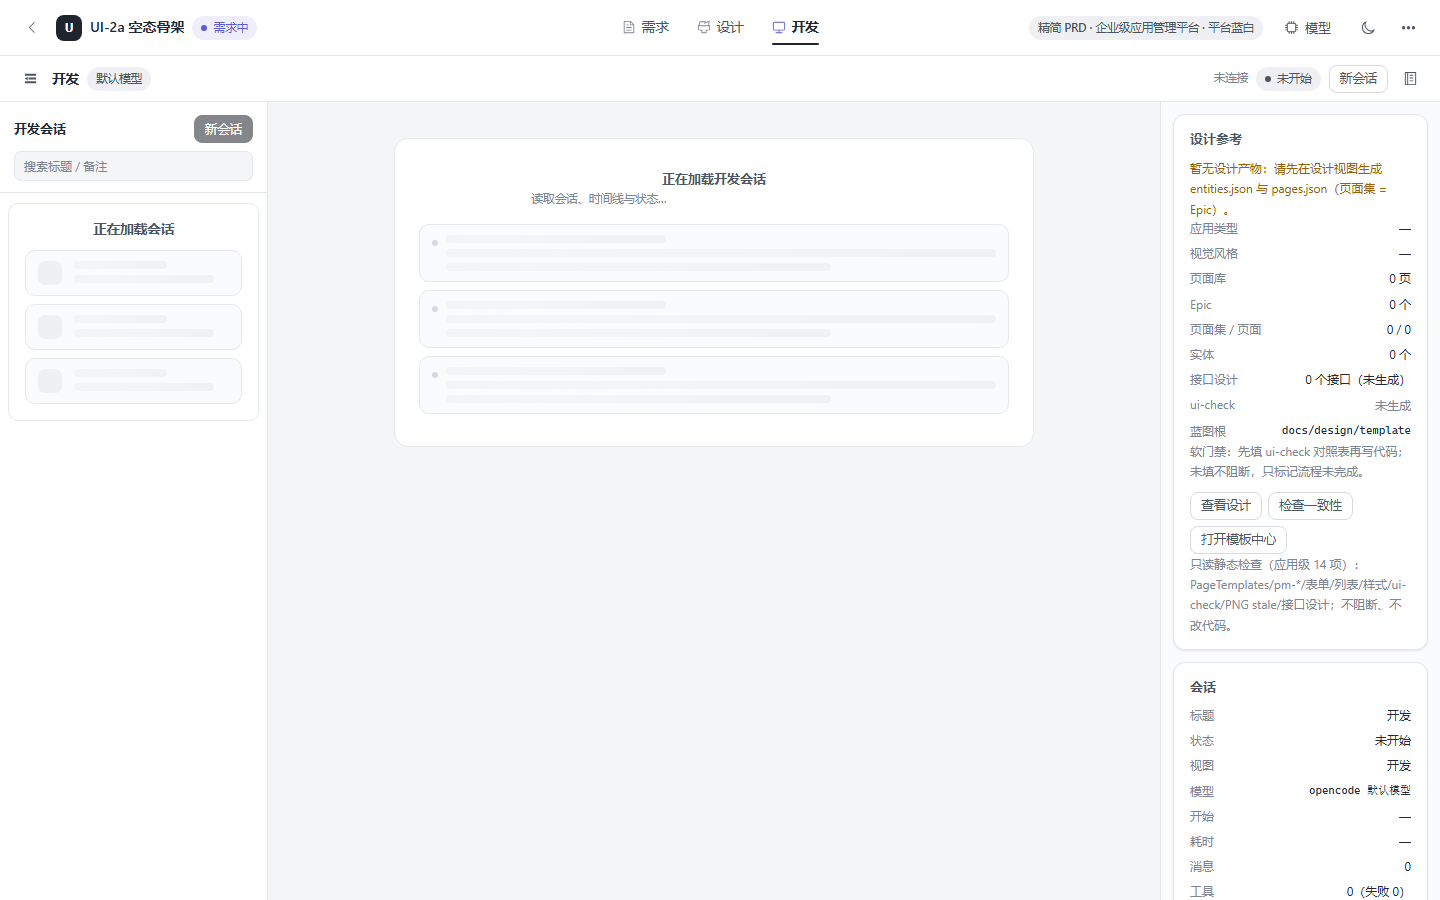 U UI-2a 空态骨架 需求中 需求 设计 开发 精简 PRD · 企业级应用管理平台 · 平台蓝白 模型
开发 默认模型 未连接 未开始 新会话
开发会话 新会话
搜索标题 / 备注
正在加载会话
正在加载开发会话
读取会话、时间线与状态...
设计参考
暂无设计产物：请先在设计视图生成
entities.json 与 pages.json（页面集 =
Epic）。
应用类型 —
视觉风格 —
页面库 0 页
Epic 0 个
页面集 / 页面 0 / 0
实体 0 个
接口设计 0 个接口（未生成）
ui-check 未生成
蓝图根 docs/design/template
软门禁：先填 ui-check 对照表再写代码；
未填不阻断，只标记流程未完成。
查看设计 检查一致性
打开模板中心
只读静态检查（应用级 14 项）：
PageTemplates/pm-*/表单/列表/样式/ui-
check/PNG stale/接口设计；不阻断、不
改代码。
会话
标题 开发
状态 未开始
视图 开发
模型 opencode 默认模型
开始 —
耗时 —
消息 0
工具 0（失败 0）